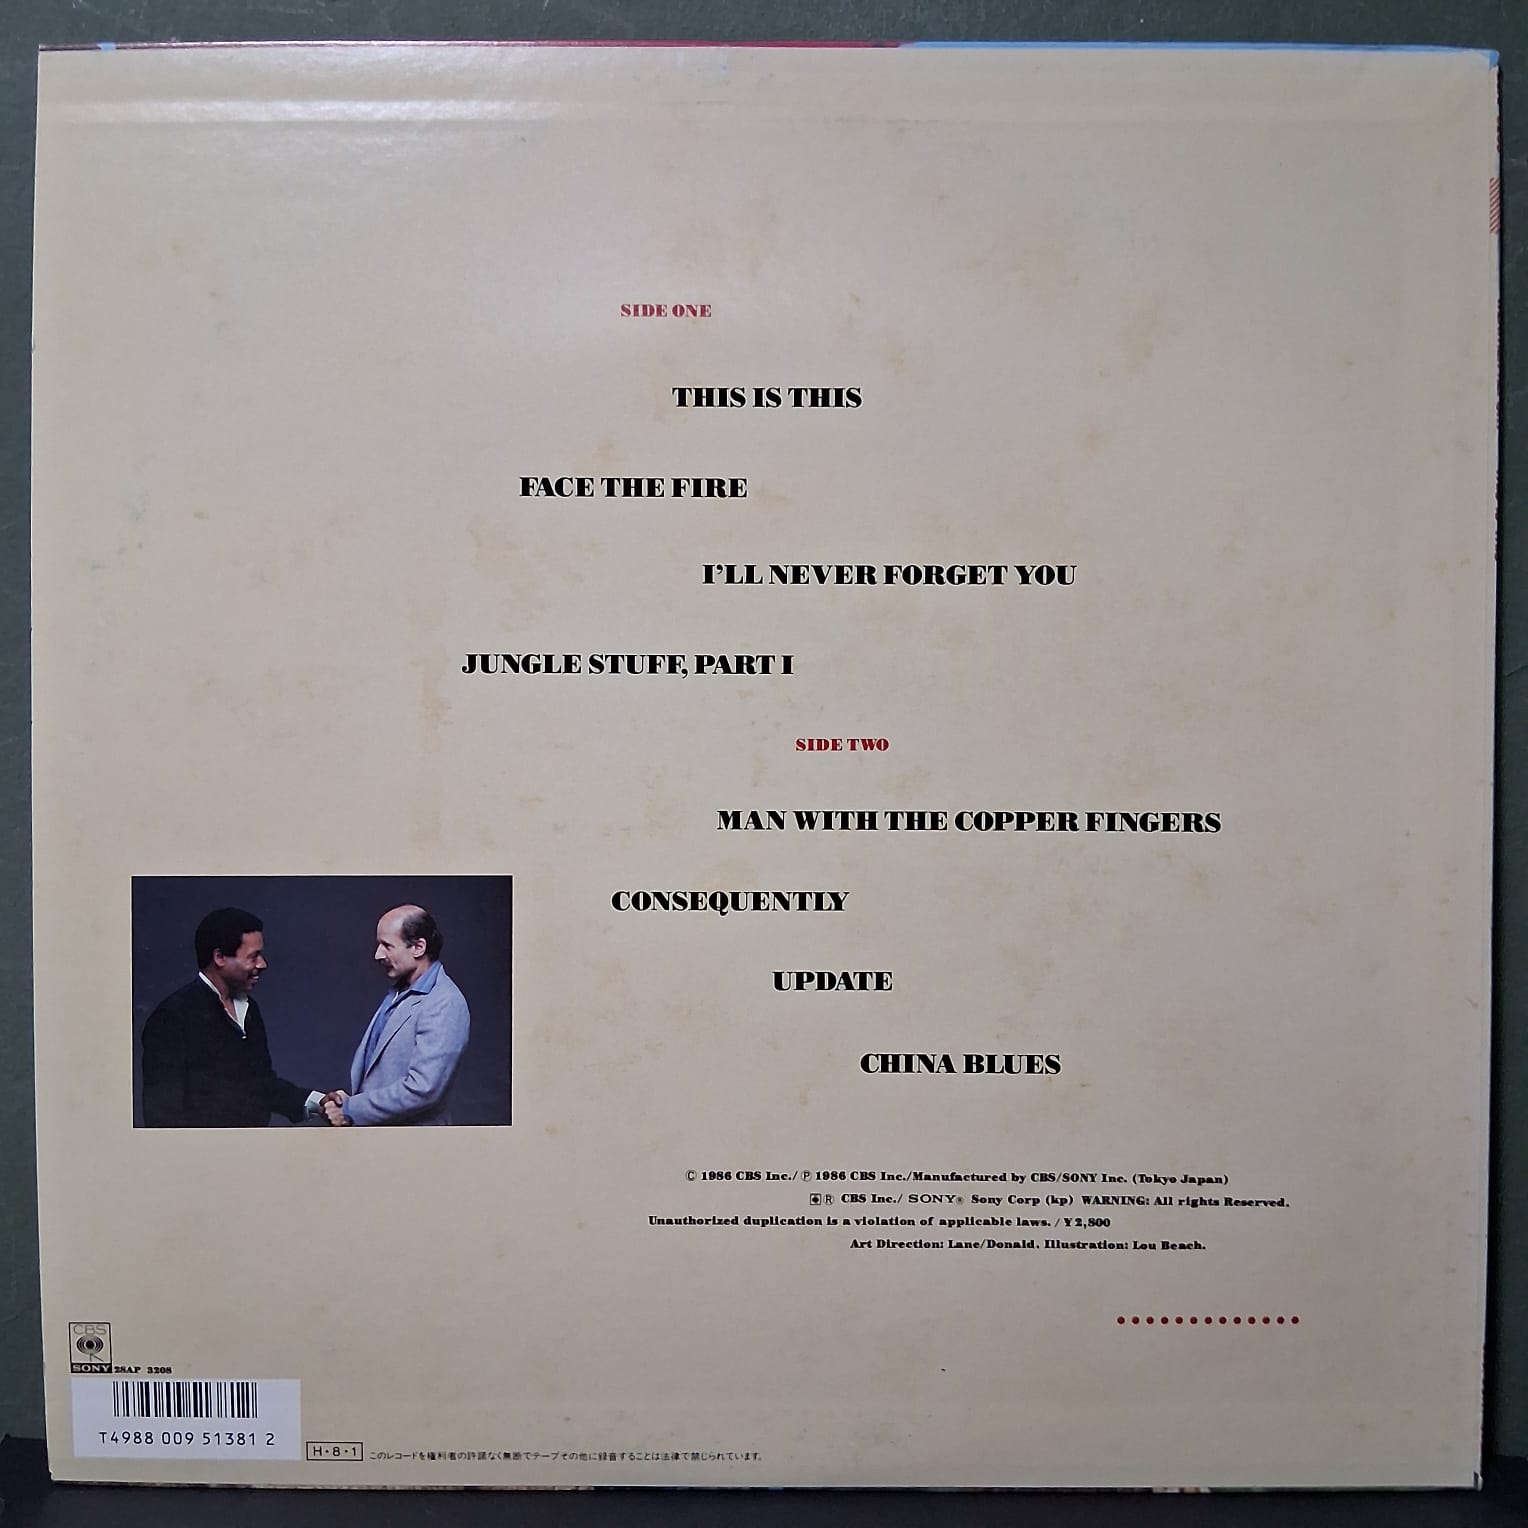 SIDE ONE
THIS IS THIS
FACE THE FIRE
I'LL NEVER FORGET YOU
JUNGLE STUFF, PART I
SIDE TWO
MAN WITH THE COPPER FINGERS
CONSEQUENTLY
UPDATE
CHINA BLUES
© 1986 CBS Inc./ ℗ 1986 CBS Inc./Manufactured by CBS/SONY Inc. (Tokyo Japan)
® CBS Inc./ SONY® Sony Corp (kp) WARNING: All rights Reserved.
Unauthorized duplication is a violation of applicable laws. / ¥2,800
Art Direction: Lane/Donald. Illustration: Lou Beach.
CBS
SONY 28AP 3208
T4988 009 51381 2
H・8・1 このレコードを権利者の許諾なく無断でテープその他に録音することは法律で禁じられています。